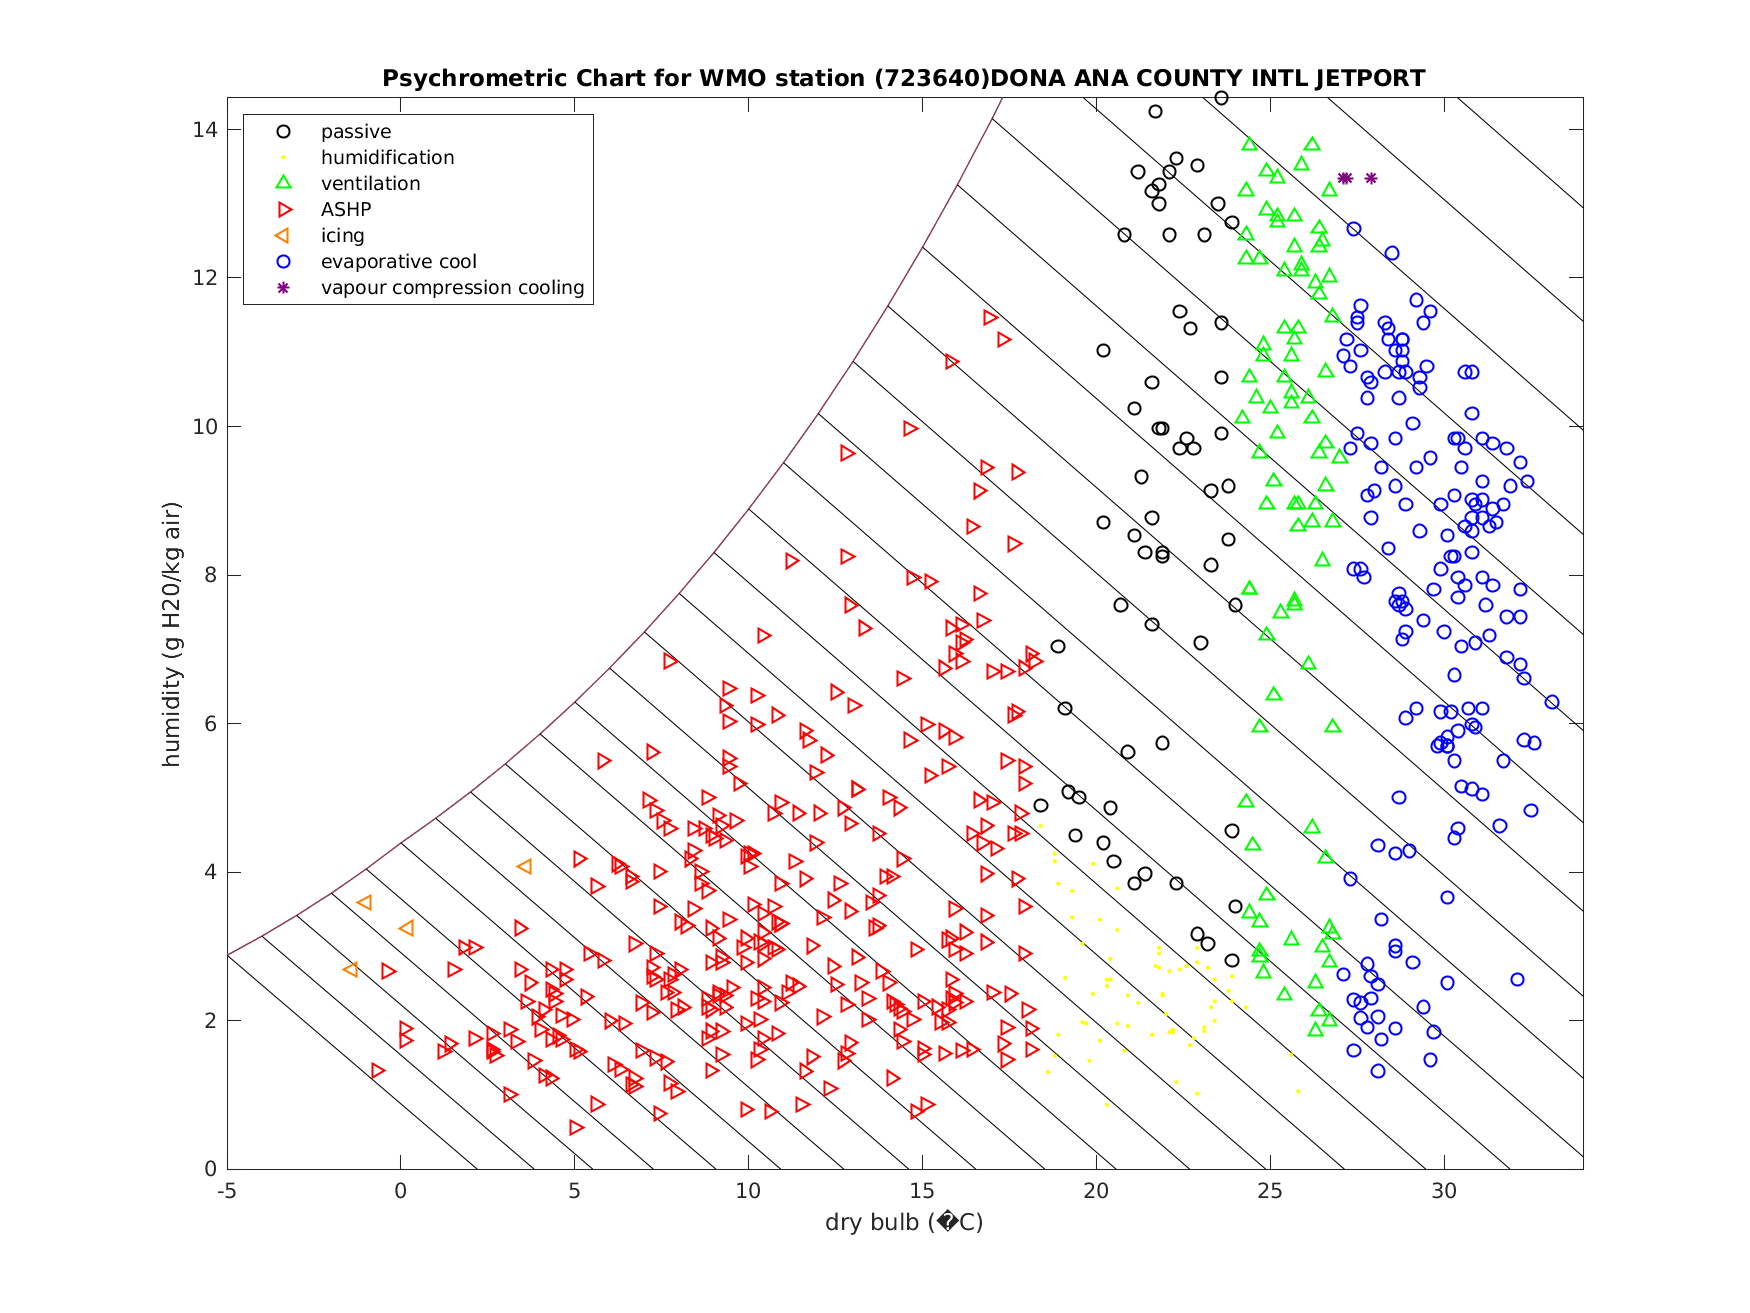 Psychrometric Chart for WMO station (723640)DONA ANA COUNTY INTL JETPORT
passive
humidification
ventilation
ASHP
icing
evaporative cool
vapour compression cooling
humidity (g H20/kg air)
14
12
10
8
6
4
2
0
-5 0 5 10 15 20 25 30
dry bulb (�C)